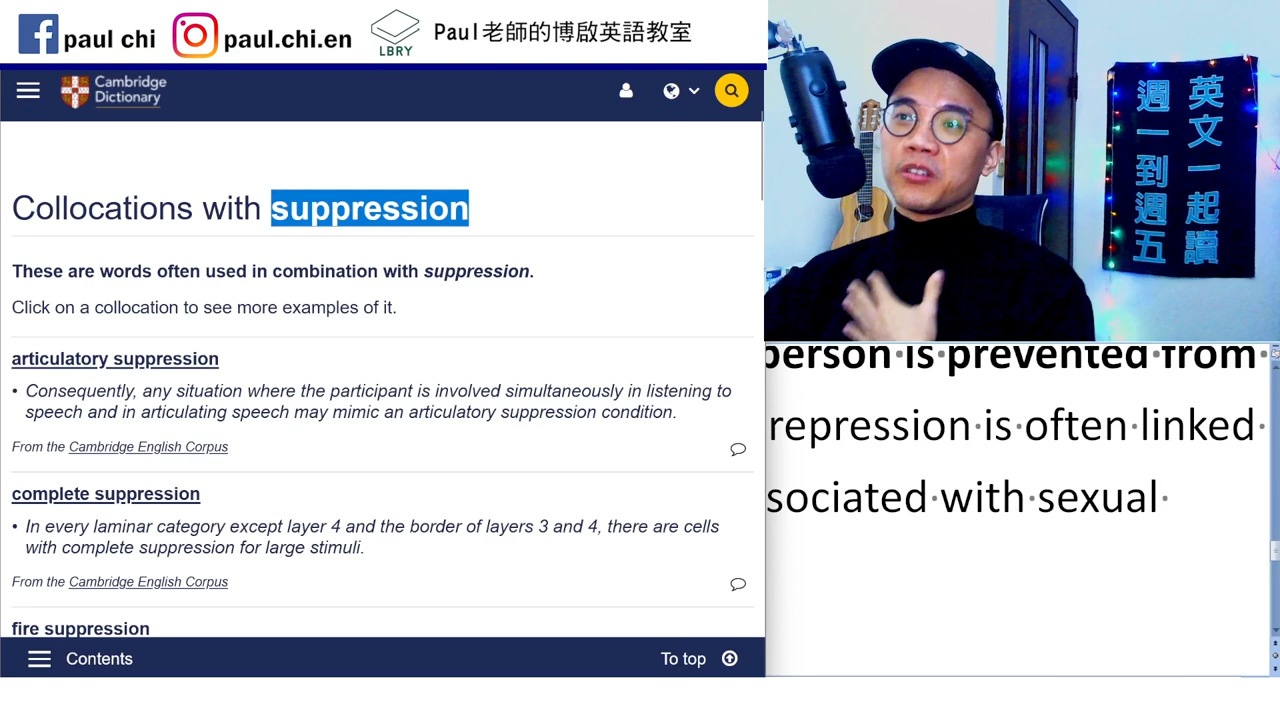 paul chi
paul.chi.en
LBRY
Paul老師的博啟英語教室
Cambridge
Dictionary
Collocations with suppression
These are words often used in combination with suppression.
Click on a collocation to see more examples of it.
articulatory suppression
• Consequently, any situation where the participant is involved simultaneously in listening to
speech and in articulating speech may mimic an articulatory suppression condition.
From the Cambridge English Corpus
complete suppression
• In every laminar category except layer 4 and the border of layers 3 and 4, there are cells
with complete suppression for large stimuli.
From the Cambridge English Corpus
fire suppression
Contents
To top
英文一起讀
週一到週五
person·is·prevented·from·
repression·is·often·linked·
sociated·with·sexual·